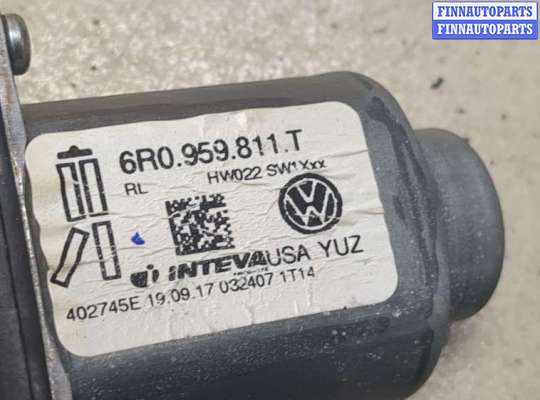 FINNAUTOPARTS
FINNAUTOPARTS
6R0.959.811.T
RL HW022 SW1Xxx
INTEVA USA YUZ
402745E 19.09.17 032407 1T14